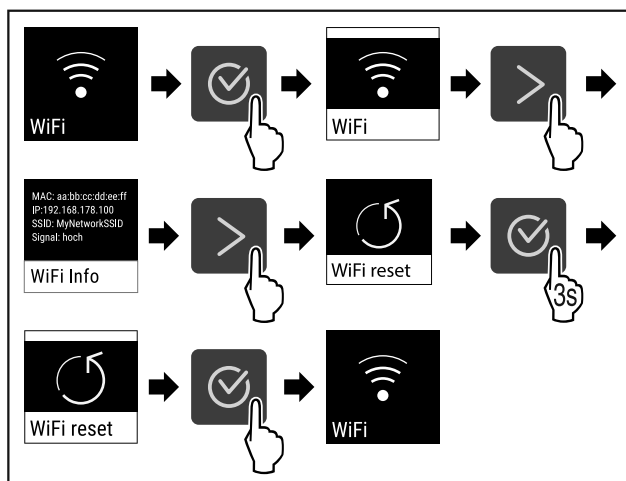 WiFi
WiFi
MAC: aa:bb:cc:dd:ee:ff
IP:192.168.178.100
SSID: MyNetworkSSID
Signal: hoch
WiFi Info
WiFi reset
3s
WiFi reset
WiFi